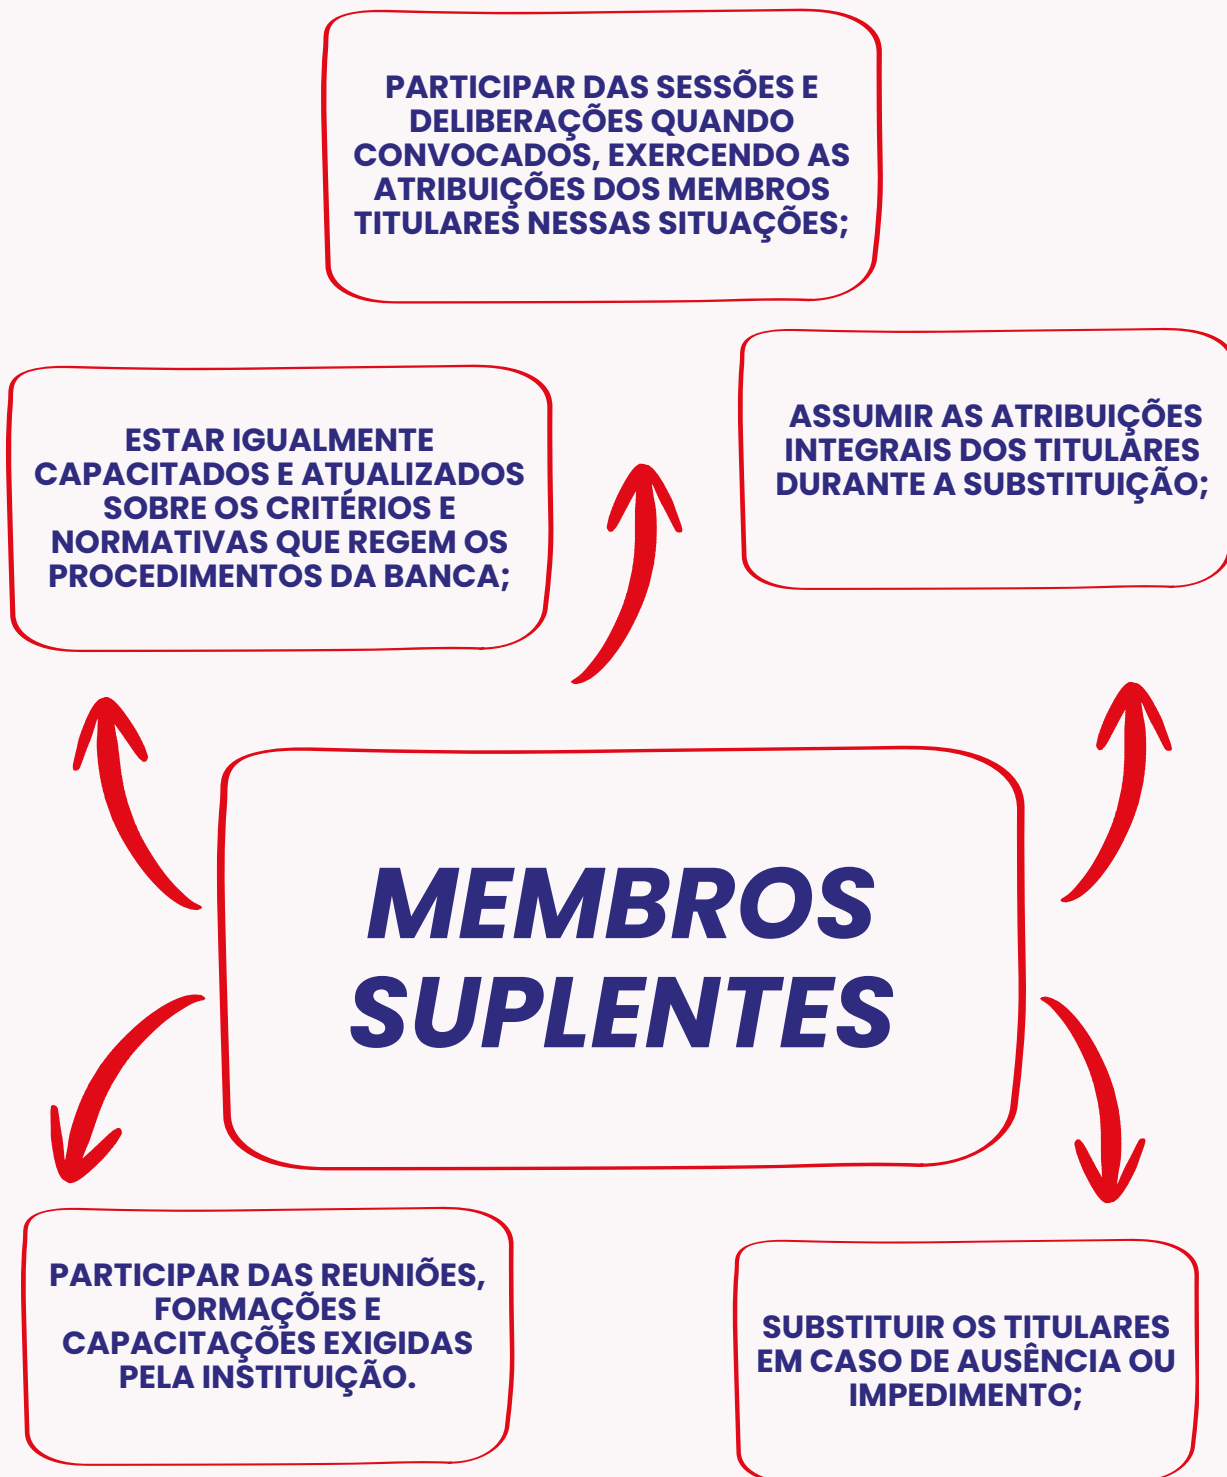 PARTICIPAR DAS SESSÕES E
DELIBERAÇÕES QUANDO
CONVOCADOS, EXERCENDO AS
ATRIBUIÇÕES DOS MEMBROS
TITULARES NESSAS SITUAÇÕES;
ESTAR IGUALMENTE
CAPACITADOS E ATUALIZADOS
SOBRE OS CRITÉRIOS E
NORMATIVAS QUE REGEM OS
PROCEDIMENTOS DA BANCA;
ASSUMIR AS ATRIBUIÇÕES
INTEGRAIS DOS TITULARES
DURANTE A SUBSTITUIÇÃO;
MEMBROS
SUPLENTES
PARTICIPAR DAS REUNIÕES,
FORMAÇÕES E
CAPACITAÇÕES EXIGIDAS
PELA INSTITUIÇÃO.
SUBSTITUIR OS TITULARES
EM CASO DE AUSÊNCIA OU
IMPEDIMENTO;